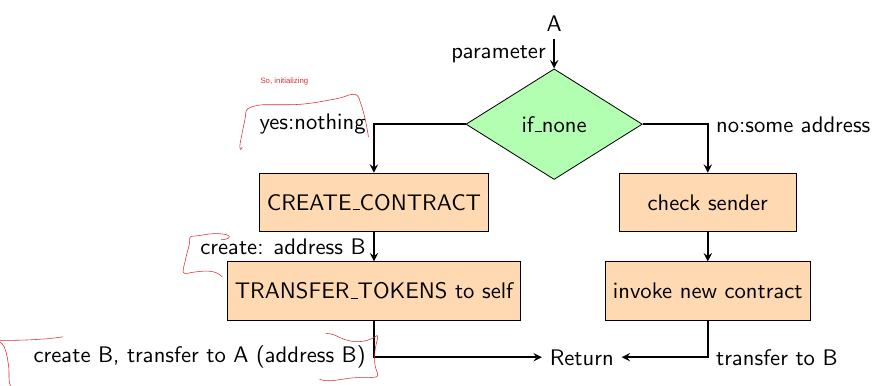 A
parameter
So, initializing
yes:nothing
if_none
no:some address
CREATE_CONTRACT
check sender
create: address B
TRANSFER_TOKENS to self
invoke new contract
create B, transfer to A (address B)
Return
transfer to B